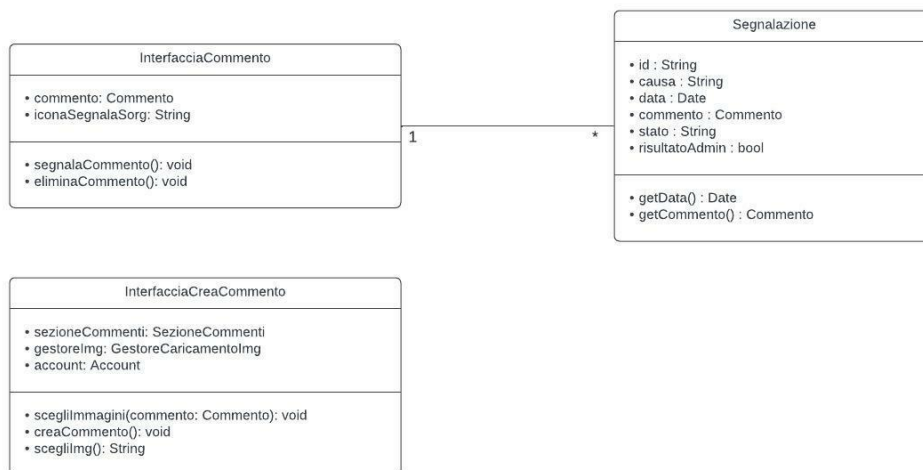 InterfacciaCommento
• commento: Commento
• iconaSegnalaSorg: String
• segnalaCommento(): void
• eliminaCommento(): void
1
*
Segnalazione
• id : String
• causa : String
• data : Date
• commento : Commento
• stato : String
• risultatoAdmin : bool
• getData() : Date
• getCommento() : Commento
InterfacciaCreaCommento
• sezioneCommenti: SezioneCommenti
• gestoreImg: GestoreCaricamentoImg
• account: Account
• scegliImmagini(commento: Commento): void
• creaCommento(): void
• scegliImg(): String